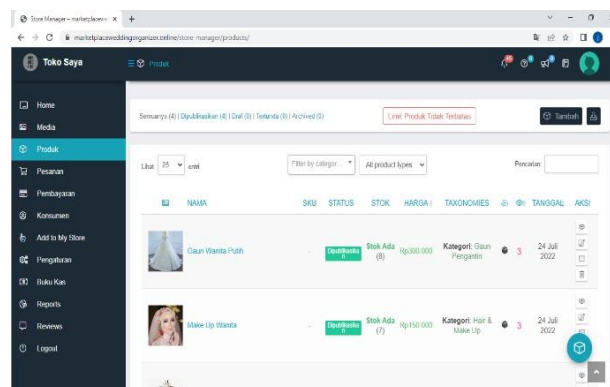 Store Manager – marketplacewe
marketplaceweddingorganizer.online/store-manager/products/
Toko Saya
Produk
Home
Media
Produk
Pesanan
Pembayaran
Konsumen
Add to My Store
Pengaturan
Buku Kas
Reports
Reviews
Logout
Semuanya (4) | Dipublikasikan (4) | Draf (0) | Tertunda (0) | Archived (0)
Limit Produk Tidak Terbatas
Tambah
Lihat 25 entri
Filter by categor...
All product types
Pencarian:
NAMA SKU STATUS STOK HARGA TAXONOMIES TANGGAL AKSI
Gaun Wanita Putih - Dipublikasikan Stok Ada (8) Rp300.000 Kategori: Gaun Pengantin 3 24 Juli 2022
Make Up Wanita - Dipublikasikan Stok Ada (7) Rp150.000 Kategori: Hair & Make Up 3 24 Juli 2022